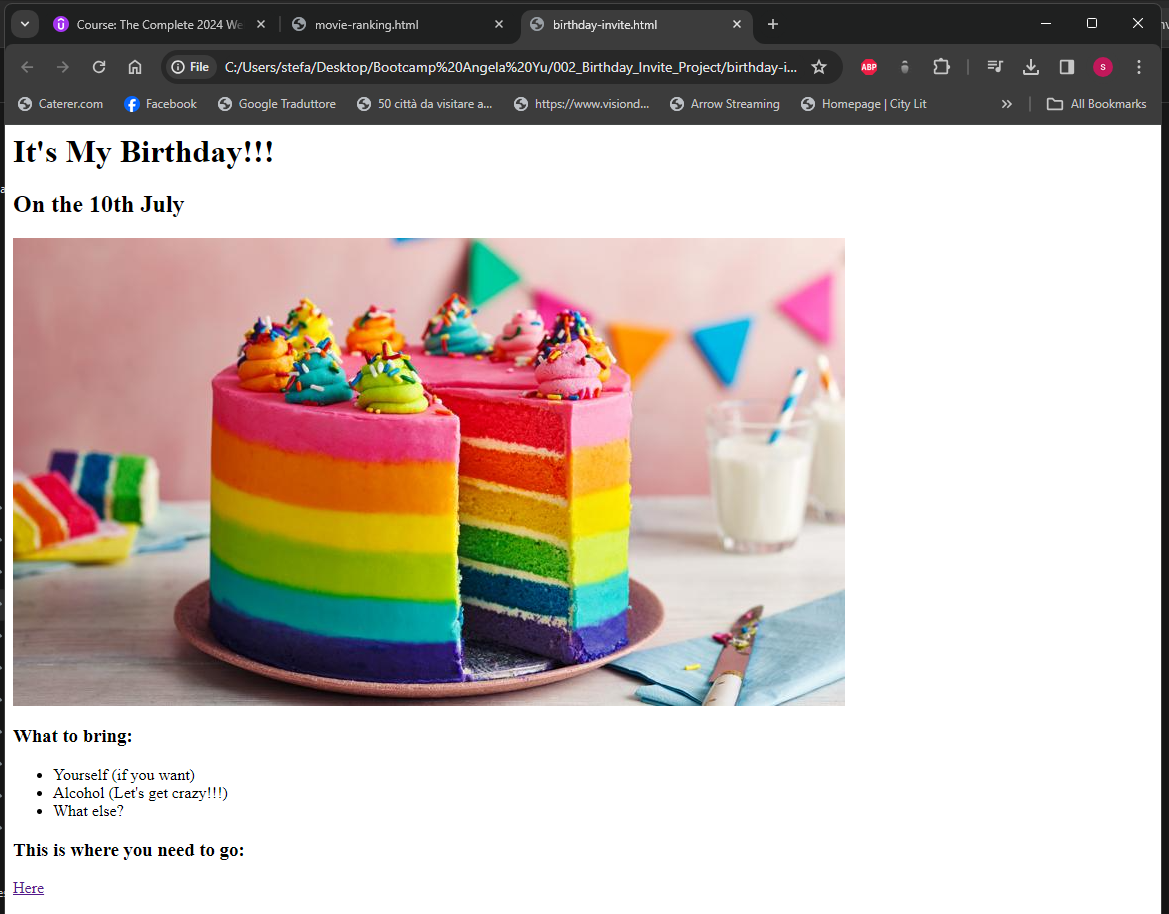 Course: The Complete 2024 We
movie-ranking.html
birthday-invite.html
File
C:/Users/stefa/Desktop/Bootcamp%20Angela%20Yu/002_Birthday_Invite_Project/birthday-i...
ABP
S
Caterer.com
Facebook
Google Traduttore
50 città da visitare a...
https://www.visiond...
Arrow Streaming
Homepage | City Lit
All Bookmarks
It's My Birthday!!!
On the 10th July
What to bring:
Yourself (if you want)
Alcohol (Let's get crazy!!!)
What else?
This is where you need to go:
Here